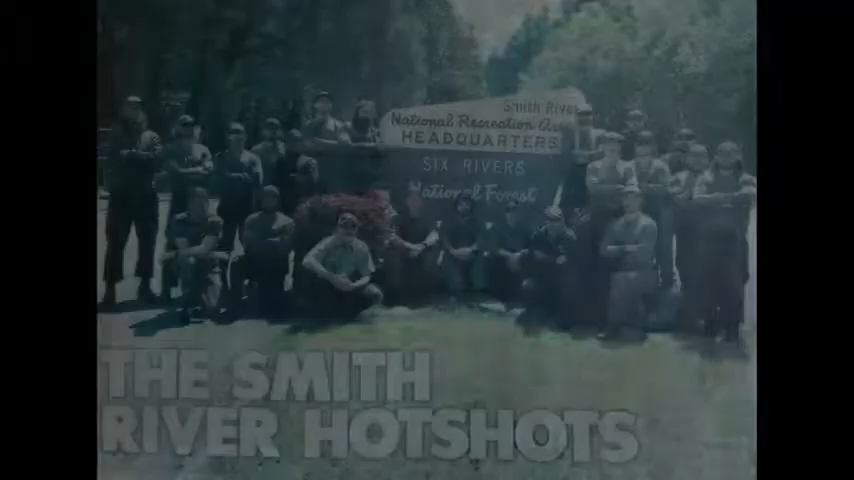 Smith River
National Recreation Area
HEADQUARTERS
SIX RIVERS
National Forest
THE SMITH
RIVER HOTSHOTS